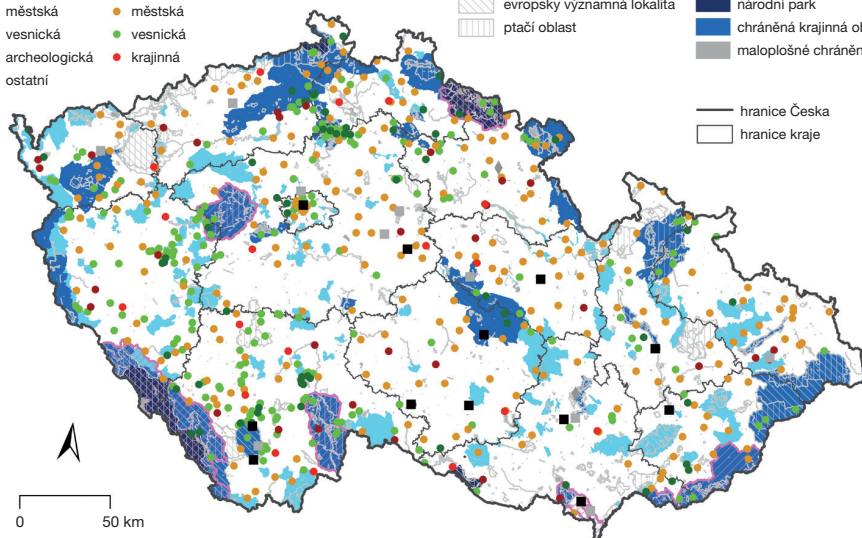 městská
městská
vesnická
vesnická
archeologická
krajinná
ostatní
evropsky významná lokalita
ptačí oblast
národní park
chráněná krajinná ob
maloplošné chráněn
hranice Česka
hranice kraje
0
50 km